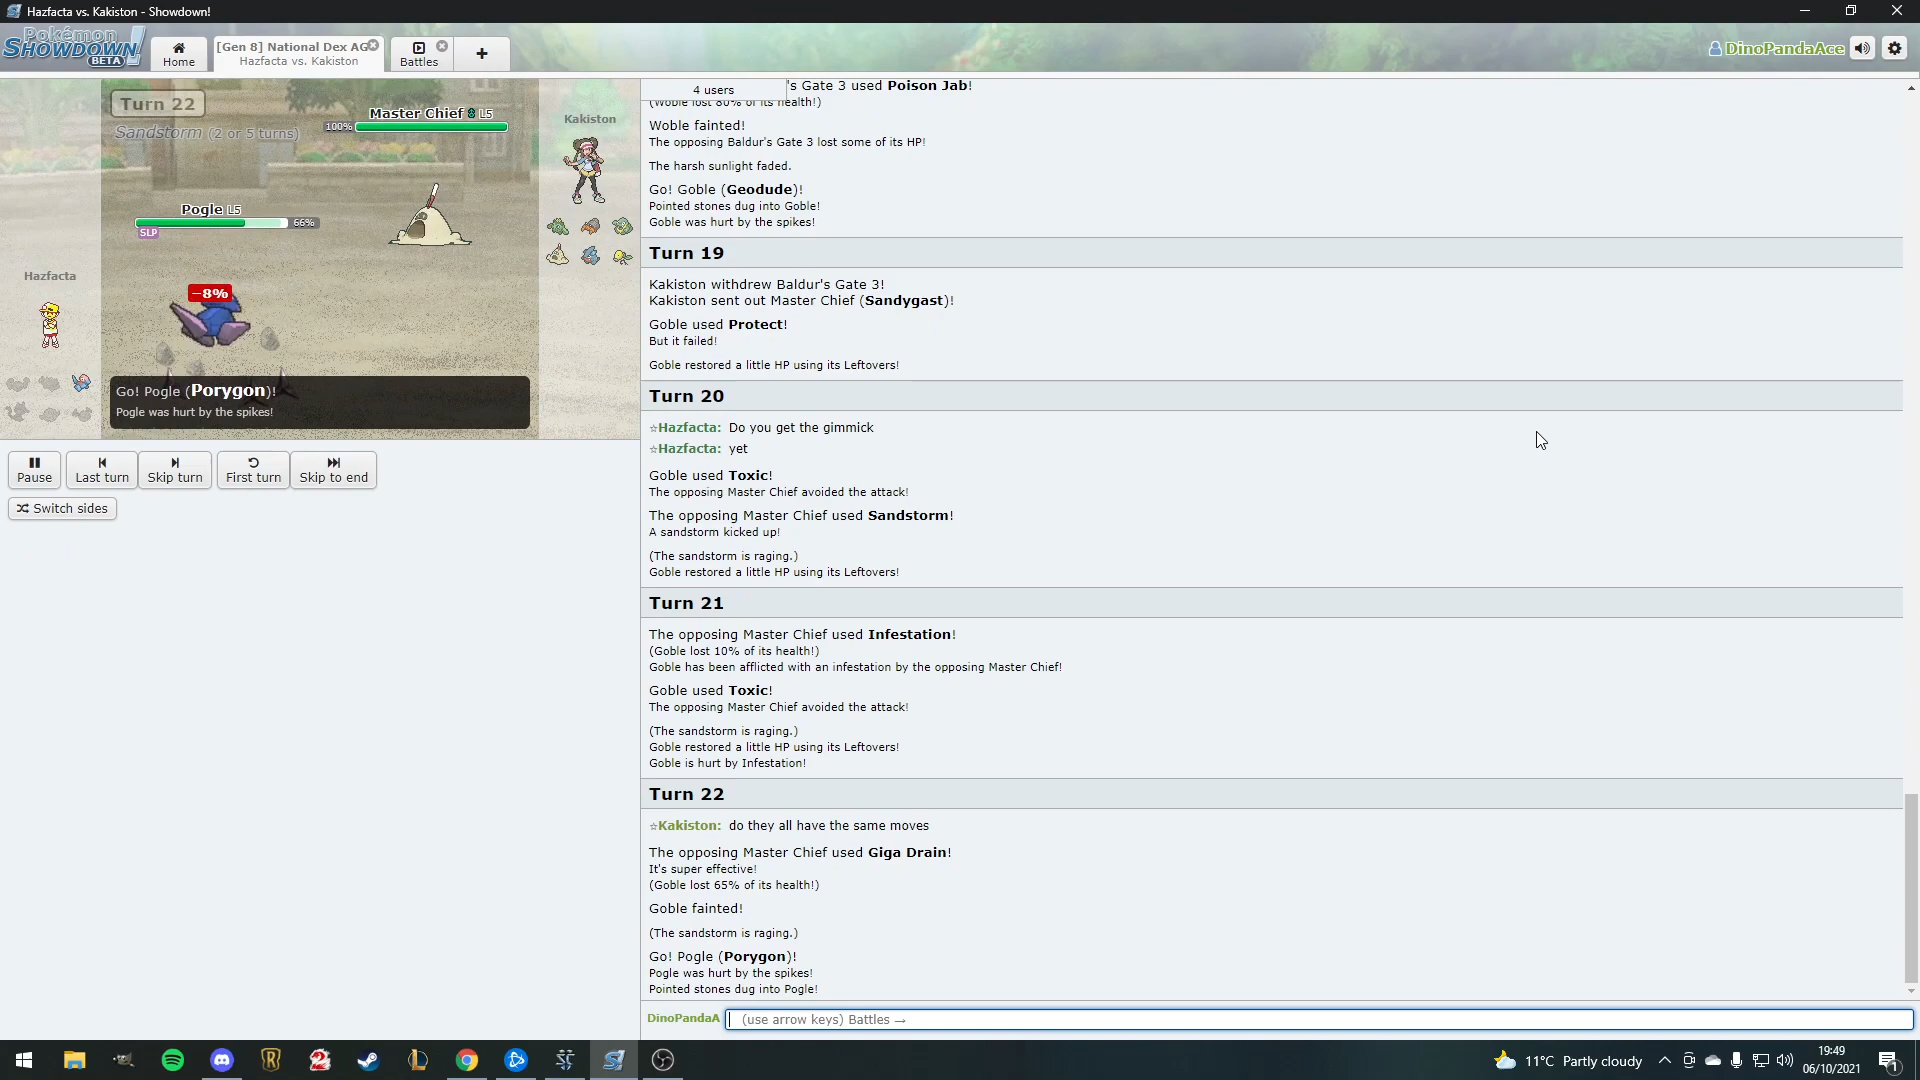 Hazfacta vs. Kakiston - Showdown!
Pokémon
SHOWDOWN!
BETA
Home
[Gen 8] National Dex AG
Hazfacta vs. Kakiston
Battles
+
DinoPandaAce
Turn 22
Sandstorm (2 or 5 turns)
Master Chief L5
100%
Pogle L5
66%
SLP
−8%
Hazfacta
Kakiston
Go! Pogle (Porygon)!
Pogle was hurt by the spikes!
Pause
Last turn
Skip turn
First turn
Skip to end
Switch sides
4 users
's Gate 3 used Poison Jab!
(Woble lost 80% of its health!)
Woble fainted!
The opposing Baldur's Gate 3 lost some of its HP!
The harsh sunlight faded.
Go! Goble (Geodude)!
Pointed stones dug into Goble!
Goble was hurt by the spikes!
Turn 19
Kakiston withdrew Baldur's Gate 3!
Kakiston sent out Master Chief (Sandygast)!
Goble used Protect!
But it failed!
Goble restored a little HP using its Leftovers!
Turn 20
☆Hazfacta: Do you get the gimmick
☆Hazfacta: yet
Goble used Toxic!
The opposing Master Chief avoided the attack!
The opposing Master Chief used Sandstorm!
A sandstorm kicked up!
(The sandstorm is raging.)
Goble restored a little HP using its Leftovers!
Turn 21
The opposing Master Chief used Infestation!
(Goble lost 10% of its health!)
Goble has been afflicted with an infestation by the opposing Master Chief!
Goble used Toxic!
The opposing Master Chief avoided the attack!
(The sandstorm is raging.)
Goble restored a little HP using its Leftovers!
Goble is hurt by Infestation!
Turn 22
☆Kakiston: do they all have the same moves
The opposing Master Chief used Giga Drain!
It's super effective!
(Goble lost 65% of its health!)
Goble fainted!
(The sandstorm is raging.)
Go! Pogle (Porygon)!
Pogle was hurt by the spikes!
Pointed stones dug into Pogle!
DinoPandaA
(use arrow keys) Battles →
11°C Partly cloudy
19:49
06/10/2021
1